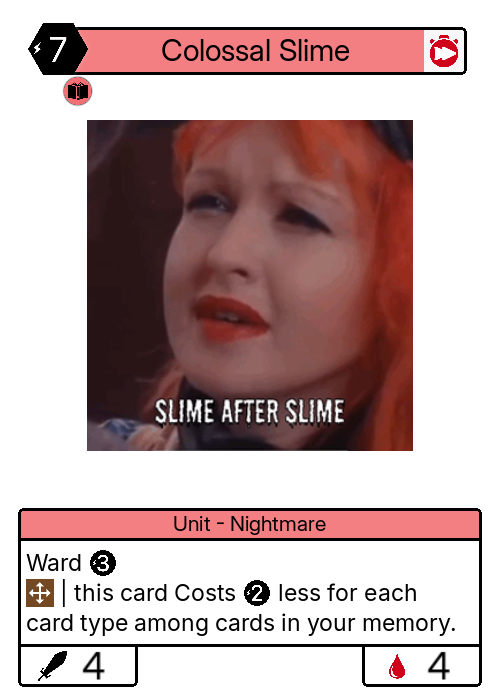 7 Colossal Slime
SLIME AFTER SLIME
Unit - Nightmare
Ward 3
| this card Costs 2 less for each
card type among cards in your memory.
4 4